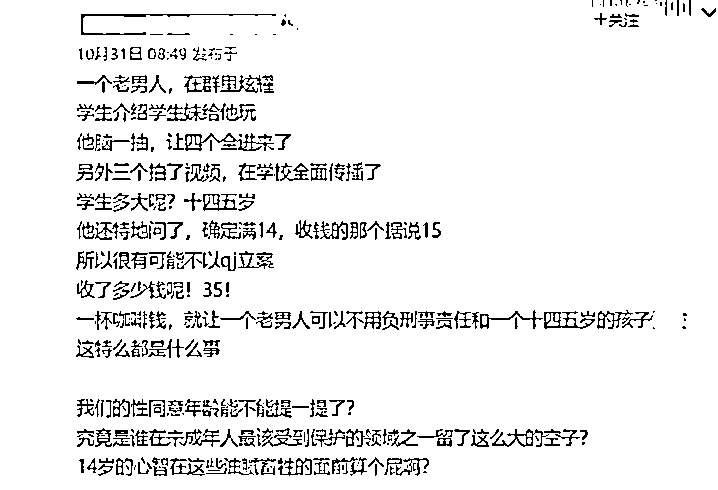 十关注
10月31日 08:49 发布于
一个老男人，在群里炫耀
学生介绍学生妹给他玩
他脑一抽，让四个全进来了
另外三个拍了视频，在学校全面传播了
学生多大呢？十四五岁
他还特地问了，确定满14，收钱的那个据说15
所以很有可能不以qj立案
收了多少钱呢！35！
一杯咖啡钱，就让一个老男人可以不用负刑事责任和一个十四五岁的孩子
这特么都是什么事
我们的性同意年龄能不能提一提了？
究竟是谁在未成年人最该受到保护的领域之一留了这么大的空子？
14岁的心智在这些油腻畜牲的面前算个屁啊？